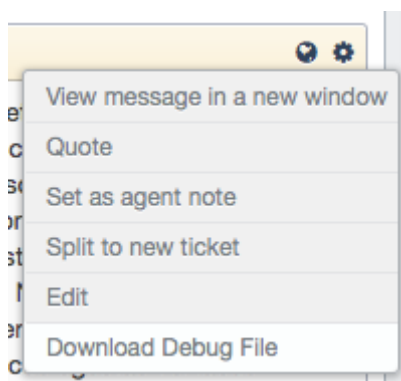 View message in a new window
Quote
Set as agent note
Split to new ticket
Edit
Download Debug File